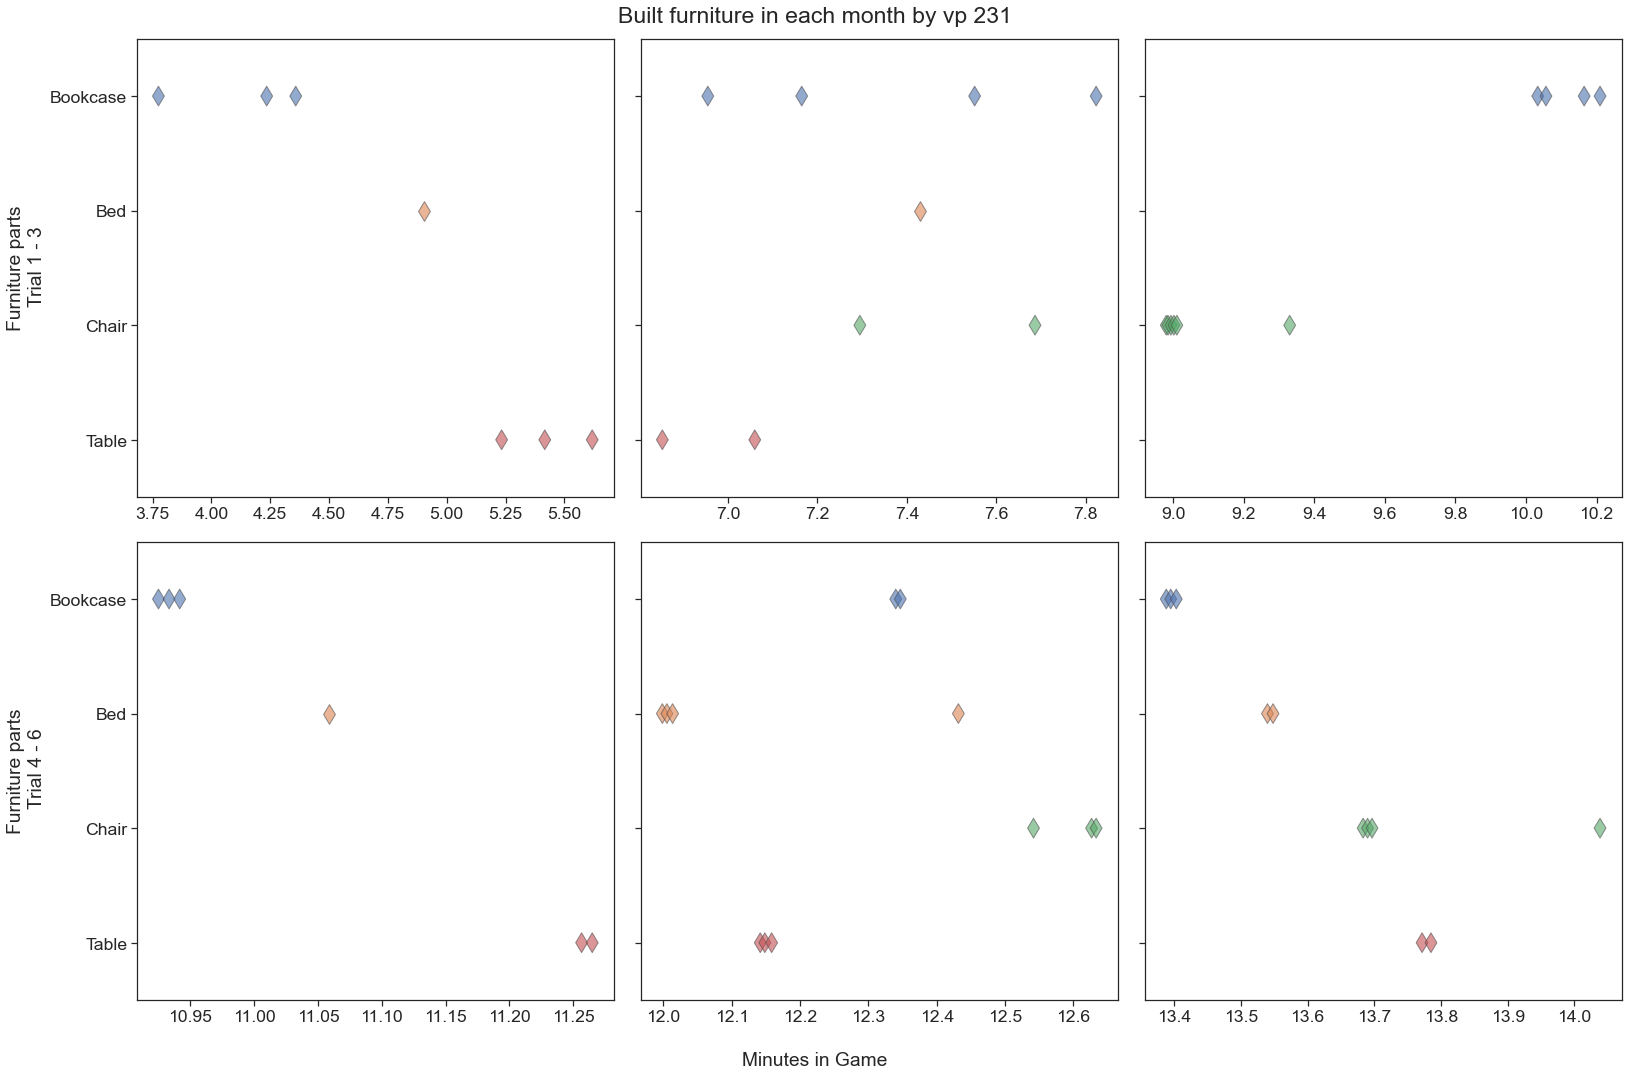 Built furniture in each month by vp 231
Furniture parts
Trial 1 - 3
Bookcase
Bed
Chair
Table
3.75 4.00 4.25 4.50 4.75 5.00 5.25 5.50
7.0 7.2 7.4 7.6 7.8
9.0 9.2 9.4 9.6 9.8 10.0 10.2
Furniture parts
Trial 4 - 6
Bookcase
Bed
Chair
Table
10.95 11.00 11.05 11.10 11.15 11.20 11.25
12.0 12.1 12.2 12.3 12.4 12.5 12.6
13.4 13.5 13.6 13.7 13.8 13.9 14.0
Minutes in Game